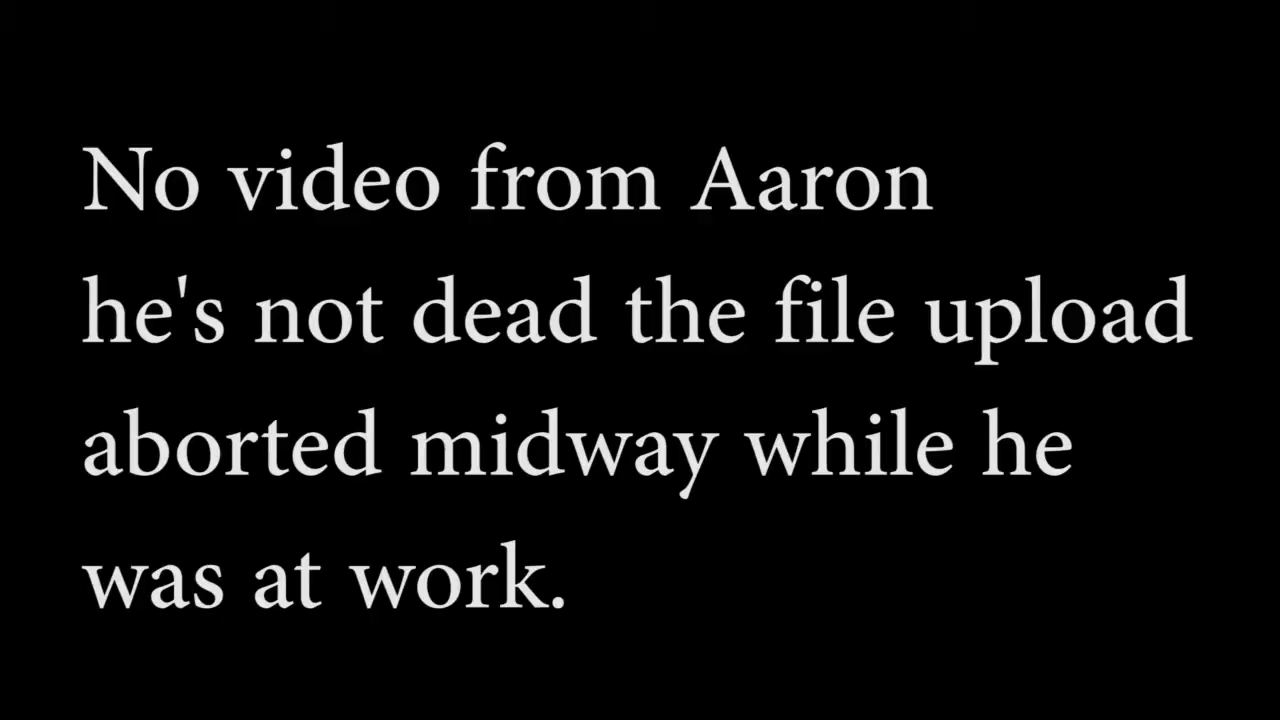 No video from Aaron
he's not dead the file upload
aborted midway while he
was at work.